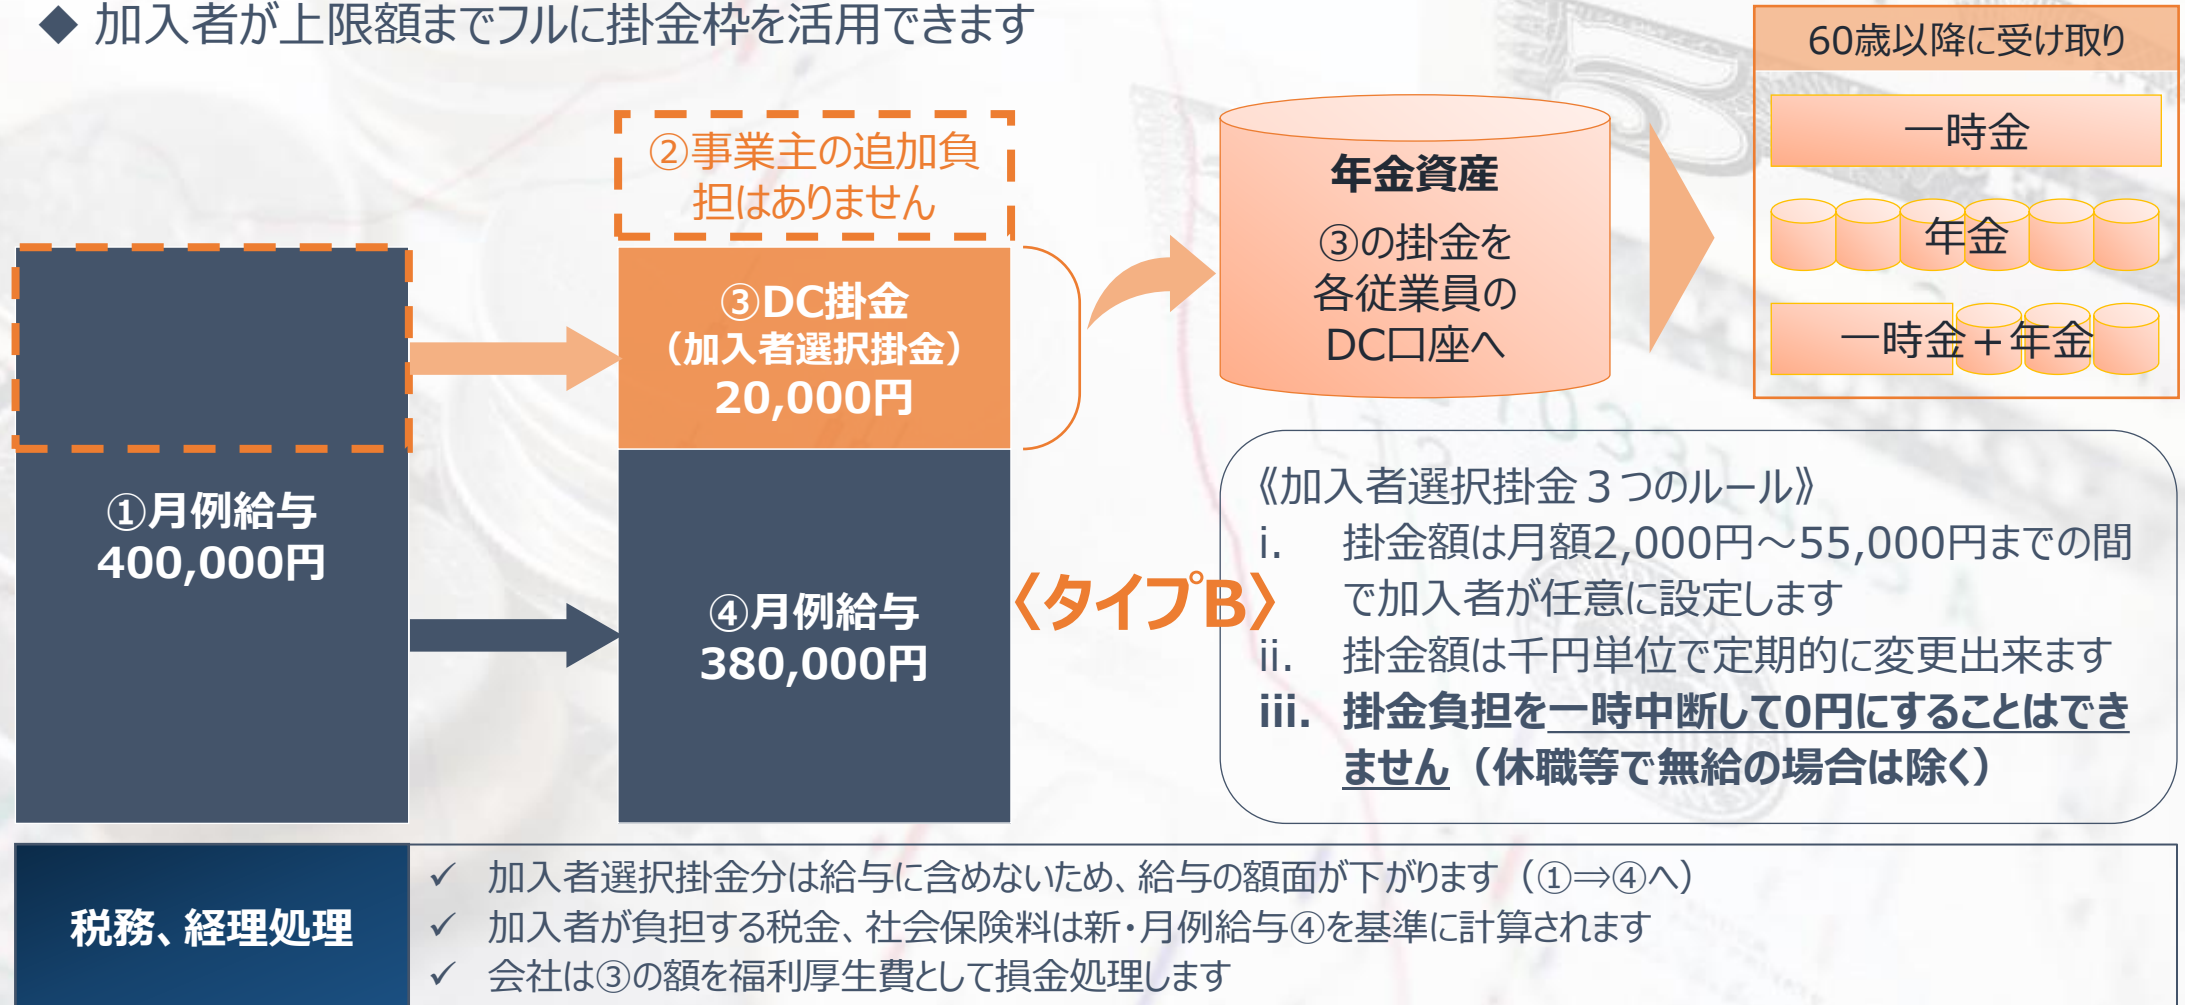 ◆ 加入者が上限額までフルに掛金枠を活用できます
60歳以降に受け取り
一時金
年金
一時金＋年金
②事業主の追加負
担はありません
年金資産
③の掛金を
各従業員の
DC口座へ
③DC掛金
（加入者選択掛金）
20,000円
①月例給与
400,000円
④月例給与
380,000円
〈タイプB〉
《加入者選択掛金３つのルール》
i. 掛金額は月額2,000円～55,000円までの間
で加入者が任意に設定します
ii. 掛金額は千円単位で定期的に変更出来ます
iii. 掛金負担を一時中断して0円にすることはでき
ません（休職等で無給の場合は除く）
税務、経理処理
✓ 加入者選択掛金分は給与に含めないため、給与の額面が下がります（①⇒④へ）
✓ 加入者が負担する税金、社会保険料は新・月例給与④を基準に計算されます
✓ 会社は③の額を福利厚生費として損金処理します